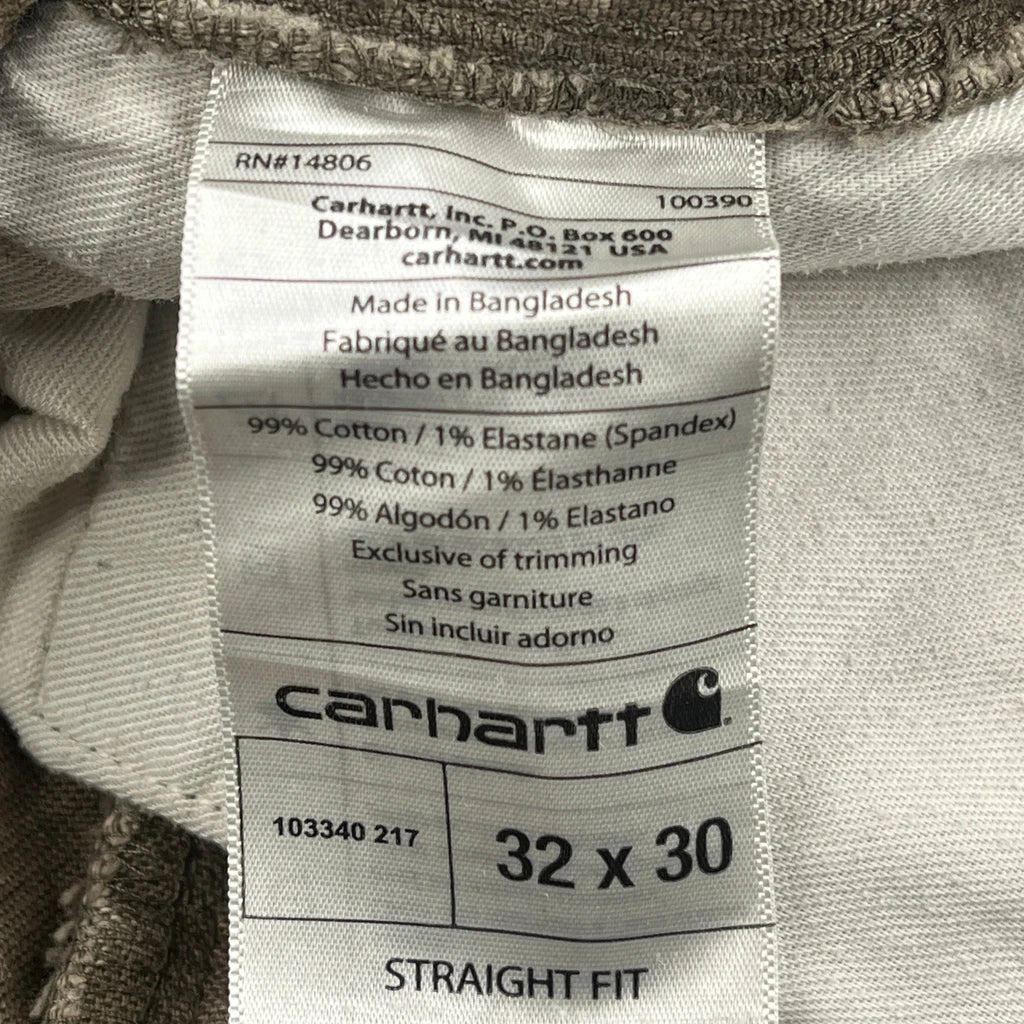 RN#14806
100390
Carhartt, Inc. P.O. Box 600
Dearborn, MI 48121 USA
carhartt.com
Made in Bangladesh
Fabriqué au Bangladesh
Hecho en Bangladesh
99% Cotton / 1% Elastane (Spandex)
99% Coton / 1% Élasthanne
99% Algodón / 1% Elastano
Exclusive of trimming
Sans garniture
Sin incluir adorno
carhartt
103340 217
32 x 30
STRAIGHT FIT